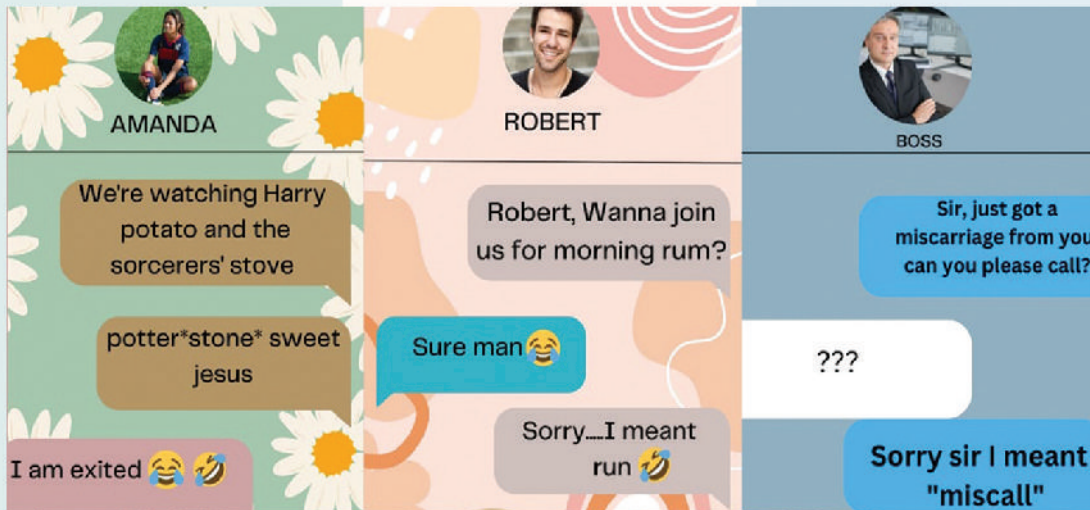 AMANDA
We're watching Harry
potato and the
sorcerers' stove
potter*stone* sweet
jesus
I am exited 😂 🤣
ROBERT
Robert, Wanna join
us for morning rum?
Sure man😂
Sorry....I meant
run 🤣
BOSS
Sir, just got a
miscarriage from you
can you please call?
???
Sorry sir I meant
"miscall"